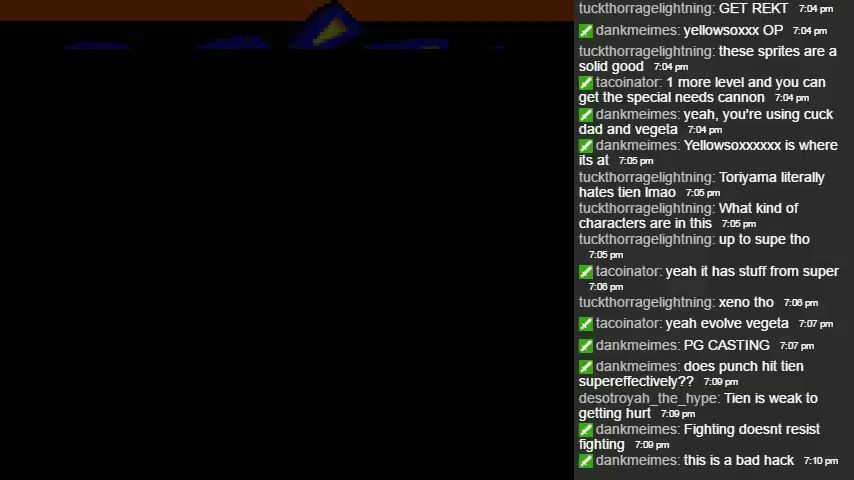 tuckthorragelightning: GET REKT 7:04 pm
dankmeimes: yellowsoxxx OP 7:04 pm
tuckthorragelightning: these sprites are a
solid good 7:04 pm
tacoinator: 1 more level and you can
get the special needs cannon 7:04 pm
dankmeimes: yeah, you're using cuck
dad and vegeta 7:04 pm
dankmeimes: Yellowsoxxxxxx is where
its at 7:05 pm
tuckthorragelightning: Toriyama literally
hates tien lmao 7:05 pm
tuckthorragelightning: What kind of
characters are in this 7:05 pm
tuckthorragelightning: up to supe tho
7:05 pm
tacoinator: yeah it has stuff from super
7:06 pm
tuckthorragelightning: xeno tho 7:06 pm
tacoinator: yeah evolve vegeta 7:07 pm
dankmeimes: PG CASTING 7:07 pm
dankmeimes: does punch hit tien
supereffectively?? 7:09 pm
desotroyah_the_hype: Tien is weak to
getting hurt 7:09 pm
dankmeimes: Fighting doesnt resist
fighting 7:09 pm
dankmeimes: this is a bad hack 7:10 pm